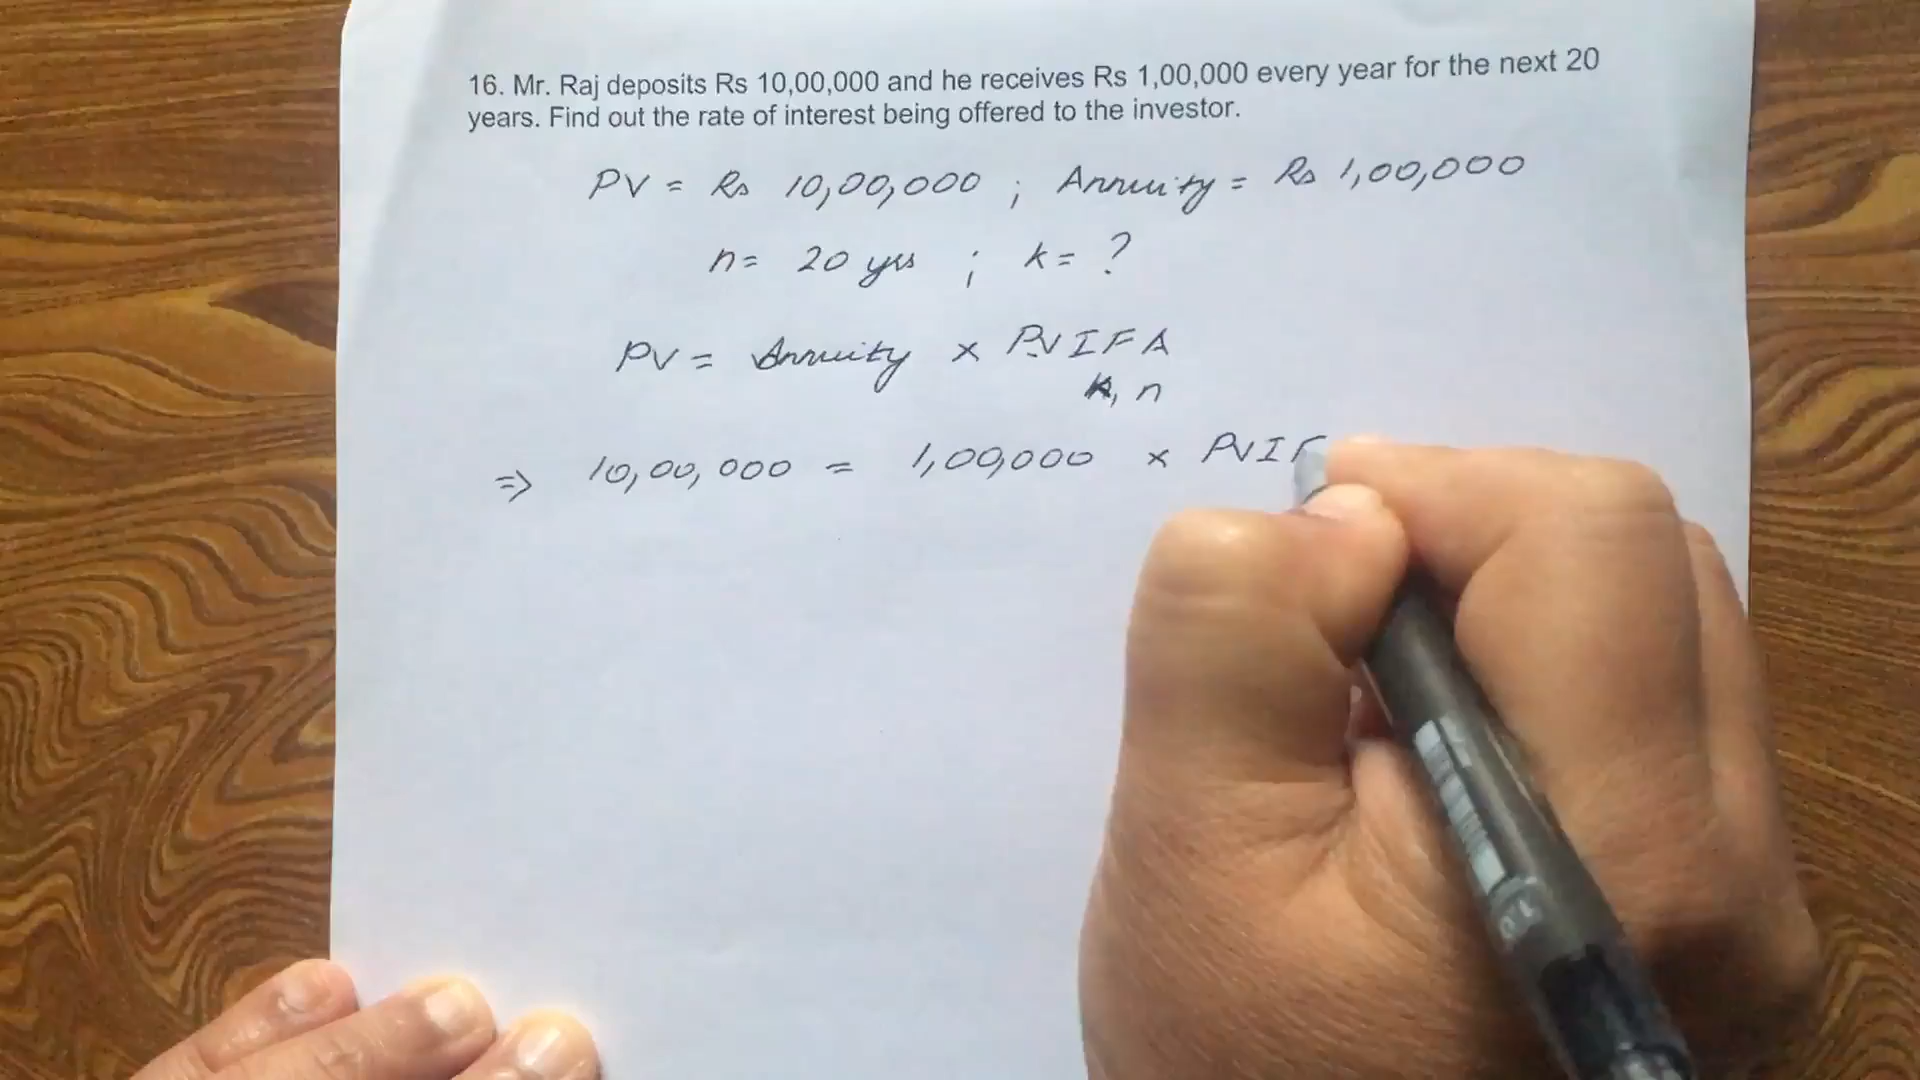 16. Mr. Raj deposits Rs 10,00,000 and he receives Rs 1,00,000 every year for the next 20
years. Find out the rate of interest being offered to the investor.
PV = Rs 10,00,000 ; Annuity = Rs 1,00,000
n = 20 yrs ; k = ?
PV = Annuity × PVIFA
k, n
⇒ 10,00,000 = 1,00,000 × PVIF